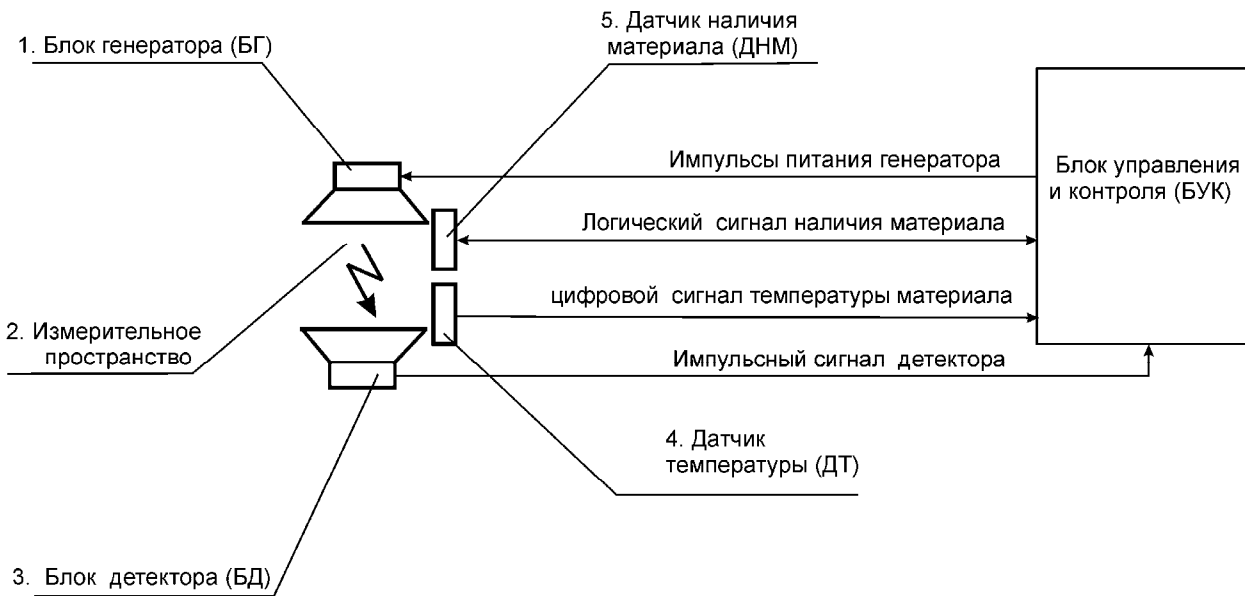 5. Датчик наличия
материала (ДНМ)
1. Блок генератора (БГ)
Импульсы питания генератора
Блок управления
и контроля (БУК)
Логический сигнал наличия материала
цифровой сигнал температуры материала
2. Измерительное
пространство
Импульсный сигнал детектора
4. Датчик
температуры (ДТ)
3. Блок детектора (БД)